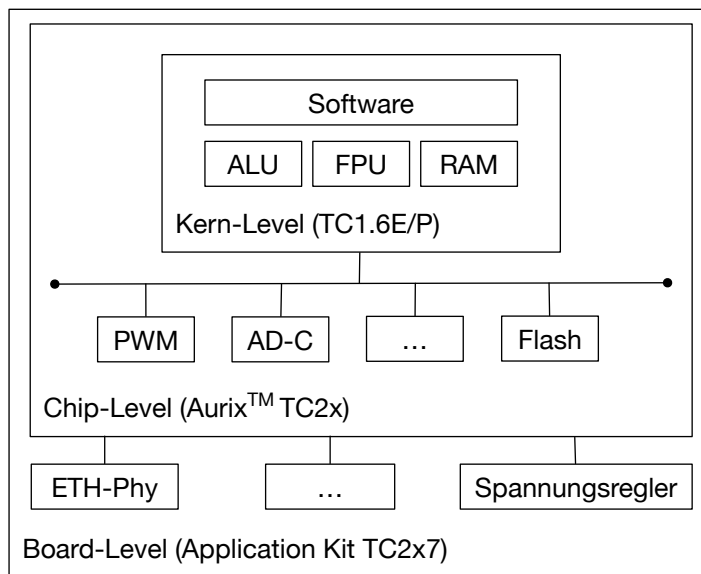 Software
ALU FPU RAM
Kern-Level (TC1.6E/P)
PWM AD-C ... Flash
Chip-Level (Aurix™ TC2x)
ETH-Phy ... Spannungsregler
Board-Level (Application Kit TC2x7)